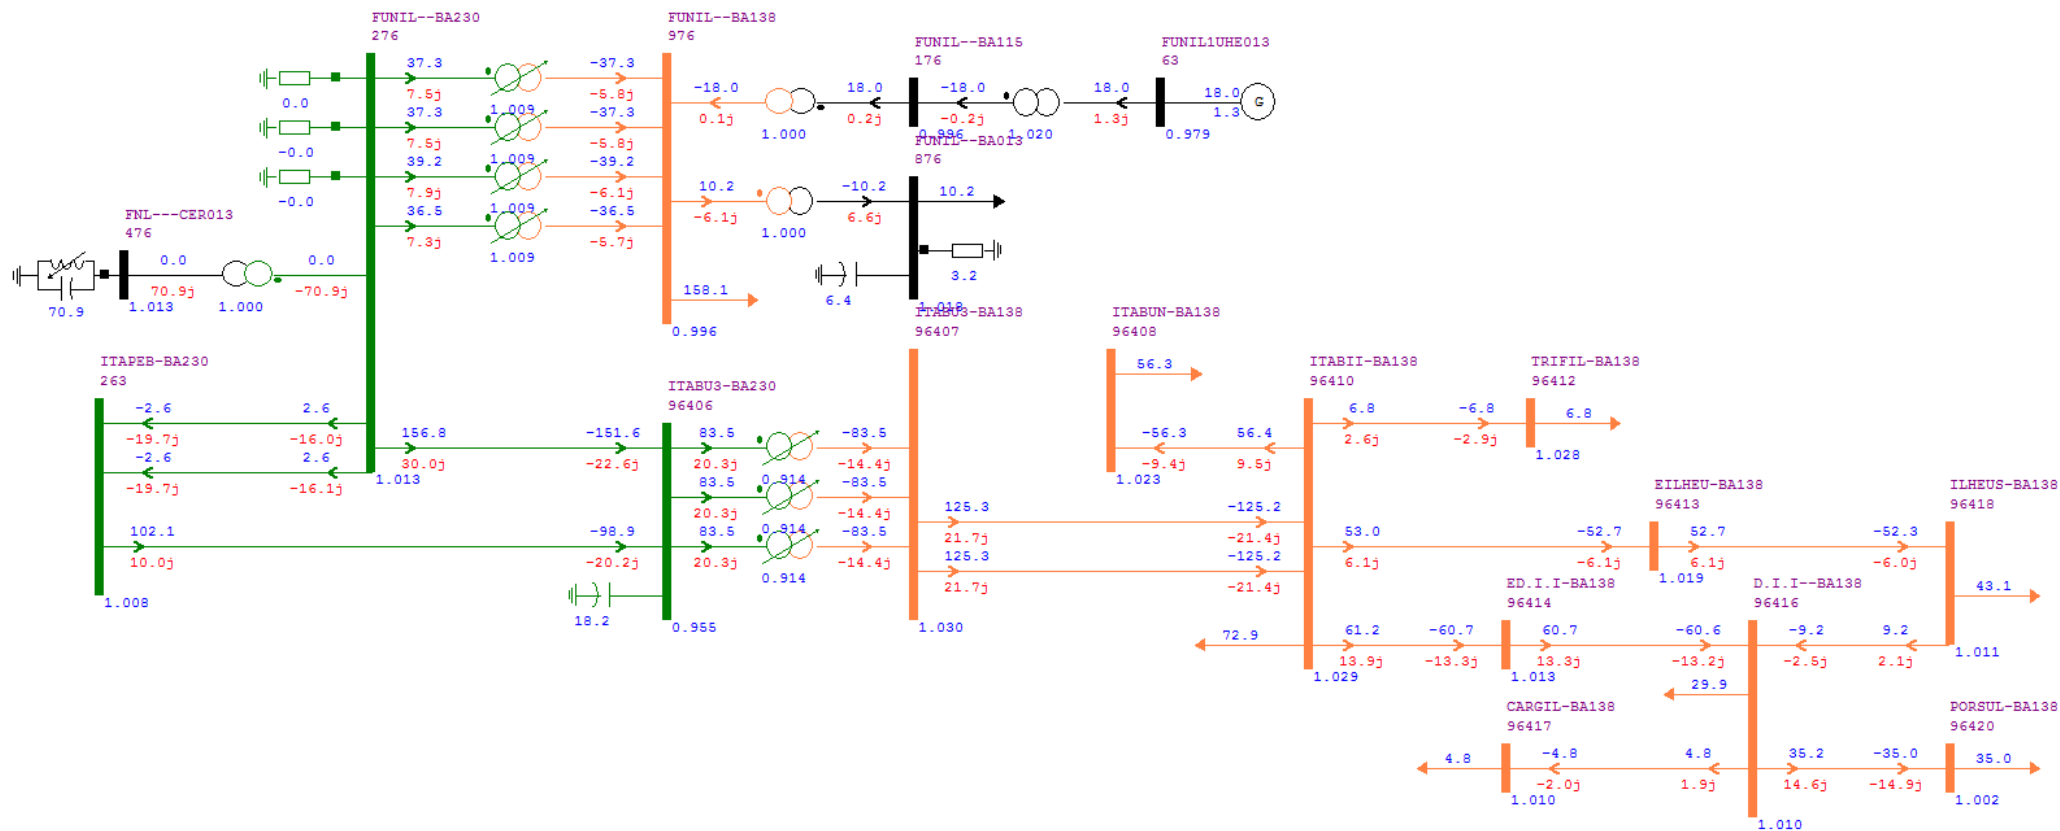 FUNIL--BA230
276
FUNIL--BA138
976
FUNIL--BA115
176
FUNIL1UHE013
63
37.3
7.5j
-37.3
-5.8j
0.0
1.009
-18.0
0.1j
1.000
18.0
0.2j
-18.0
-0.2j
0.996
1.020
18.0
1.3j
18.0
1.3
G
0.979
37.3
7.5j
-37.3
-5.8j
-0.0
1.009
FUNIL--BA013
876
39.2
7.9j
-39.2
-6.1j
-0.0
1.009
10.2
-6.1j
1.000
-10.2
6.6j
10.2
36.5
7.3j
-36.5
-5.7j
1.009
3.2
6.4
1.018
FNL---CER013
476
0.0
70.9j
0.0
-70.9j
70.9
1.013
1.000
158.1
0.996
ITABU3-BA138
96407
ITABUN-BA138
96408
56.3
-56.3
-9.4j
56.4
9.5j
1.023
ITABII-BA138
96410
TRIFIL-BA138
96412
6.8
2.6j
-6.8
-2.9j
6.8
1.028
ITAPEB-BA230
263
-2.6
-19.7j
2.6
-16.0j
-2.6
-19.7j
2.6
-16.1j
1.013
156.8
30.0j
-151.6
-22.6j
ITABU3-BA230
96406
83.5
20.3j
-83.5
-14.4j
0.914
83.5
20.3j
-83.5
-14.4j
0.914
102.1
10.0j
-98.9
-20.2j
83.5
20.3j
-83.5
-14.4j
0.914
1.008
18.2
0.955
1.030
125.3
21.7j
-125.2
-21.4j
125.3
21.7j
-125.2
-21.4j
EILHEU-BA138
96413
ILHEUS-BA138
96418
53.0
6.1j
-52.7
-6.1j
52.7
6.1j
-52.3
-6.0j
1.019
43.1
ED.I.I-BA138
96414
D.I.I--BA138
96416
72.9
61.2
13.9j
-60.7
-13.3j
60.7
13.3j
-60.6
-13.2j
-9.2
-2.5j
9.2
2.1j
1.011
1.029
1.013
29.9
CARGIL-BA138
96417
PORSUL-BA138
96420
4.8
-4.8
-2.0j
4.8
1.9j
35.2
14.6j
-35.0
-14.9j
35.0
1.010
1.002
1.010